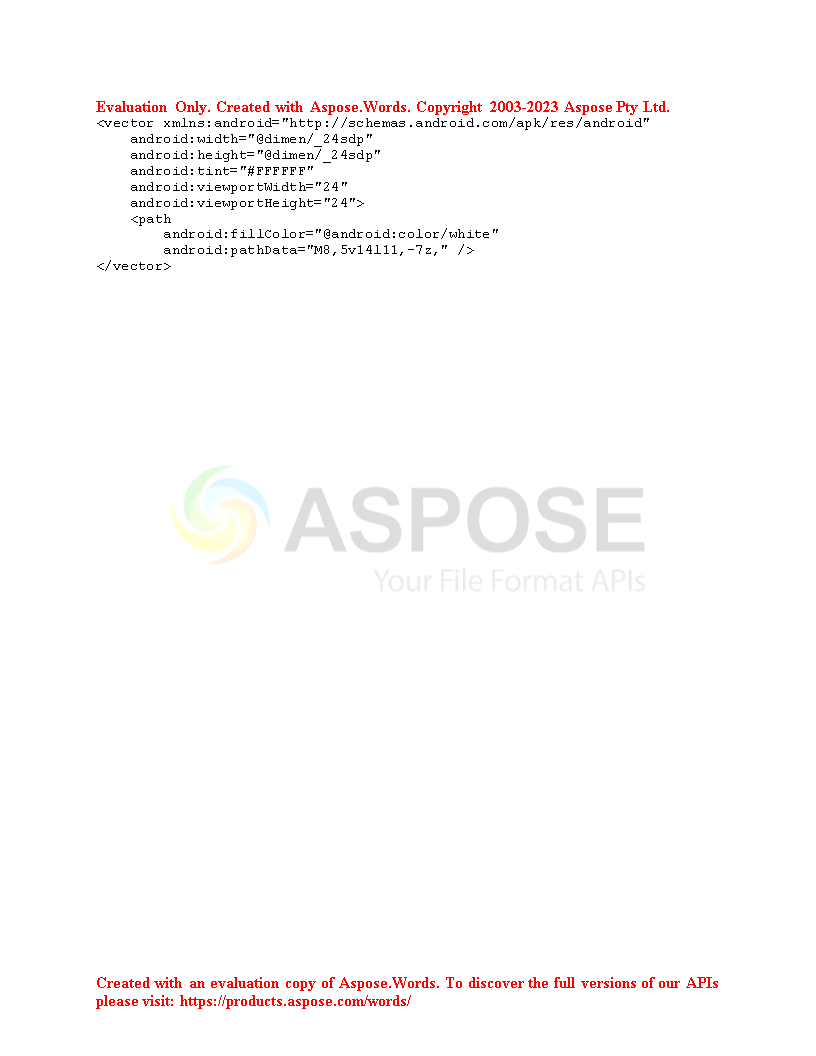 Evaluation Only. Created with Aspose.Words. Copyright 2003-2023 Aspose Pty Ltd.
<vector xmlns:android="http://schemas.android.com/apk/res/android"
    android:width="@dimen/_24sdp"
    android:height="@dimen/_24sdp"
    android:tint="#FFFFFF"
    android:viewportWidth="24"
    android:viewportHeight="24">
    <path
        android:fillColor="@android:color/white"
        android:pathData="M8,5v14l11,-7z," />
</vector>
ASPOSE
Your File Format APIs
Created with an evaluation copy of Aspose.Words. To discover the full versions of our APIs
please visit: https://products.aspose.com/words/